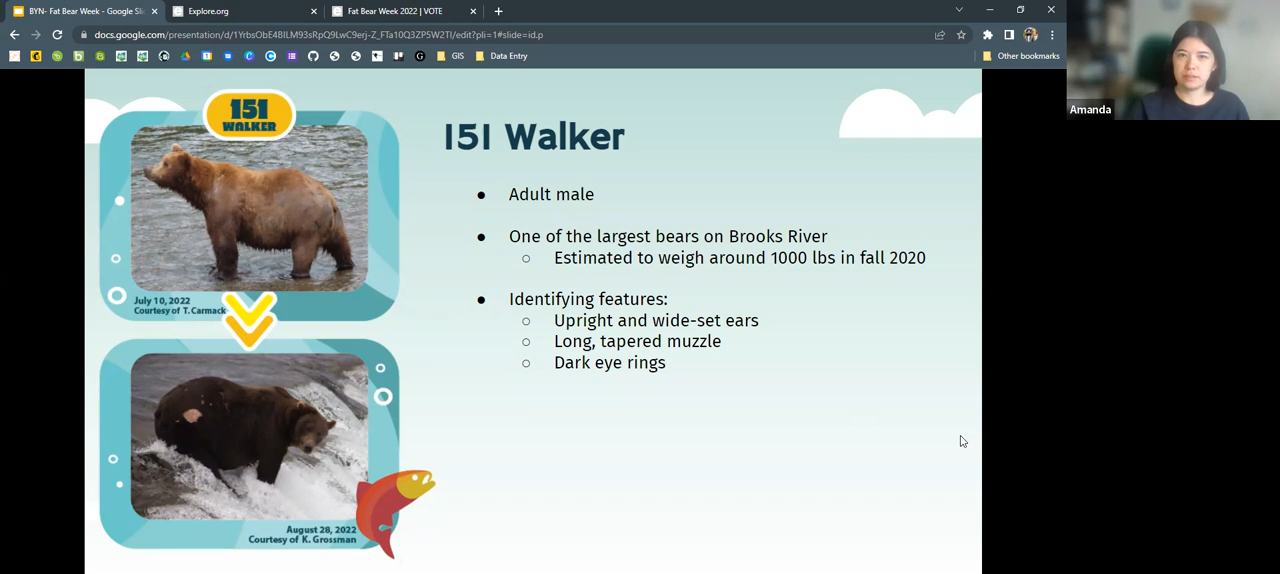 BYN- Fat Bear Week - Google Sli
Explore.org
Fat Bear Week 2022 | VOTE
docs.google.com/presentation/d/1YrbsObE4BILM93sRpQ9LwC9erj-Z_FTa10Q3ZP5W2TI/edit?pli=1#slide=id.p
GIS
Data Entry
Other bookmarks
Amanda
151
WALKER
July 10, 2022
Courtesy of T. Carmack
August 28, 2022
Courtesy of K. Grossman
151 Walker
● Adult male
● One of the largest bears on Brooks River
○ Estimated to weigh around 1000 lbs in fall 2020
● Identifying features:
○ Upright and wide-set ears
○ Long, tapered muzzle
○ Dark eye rings